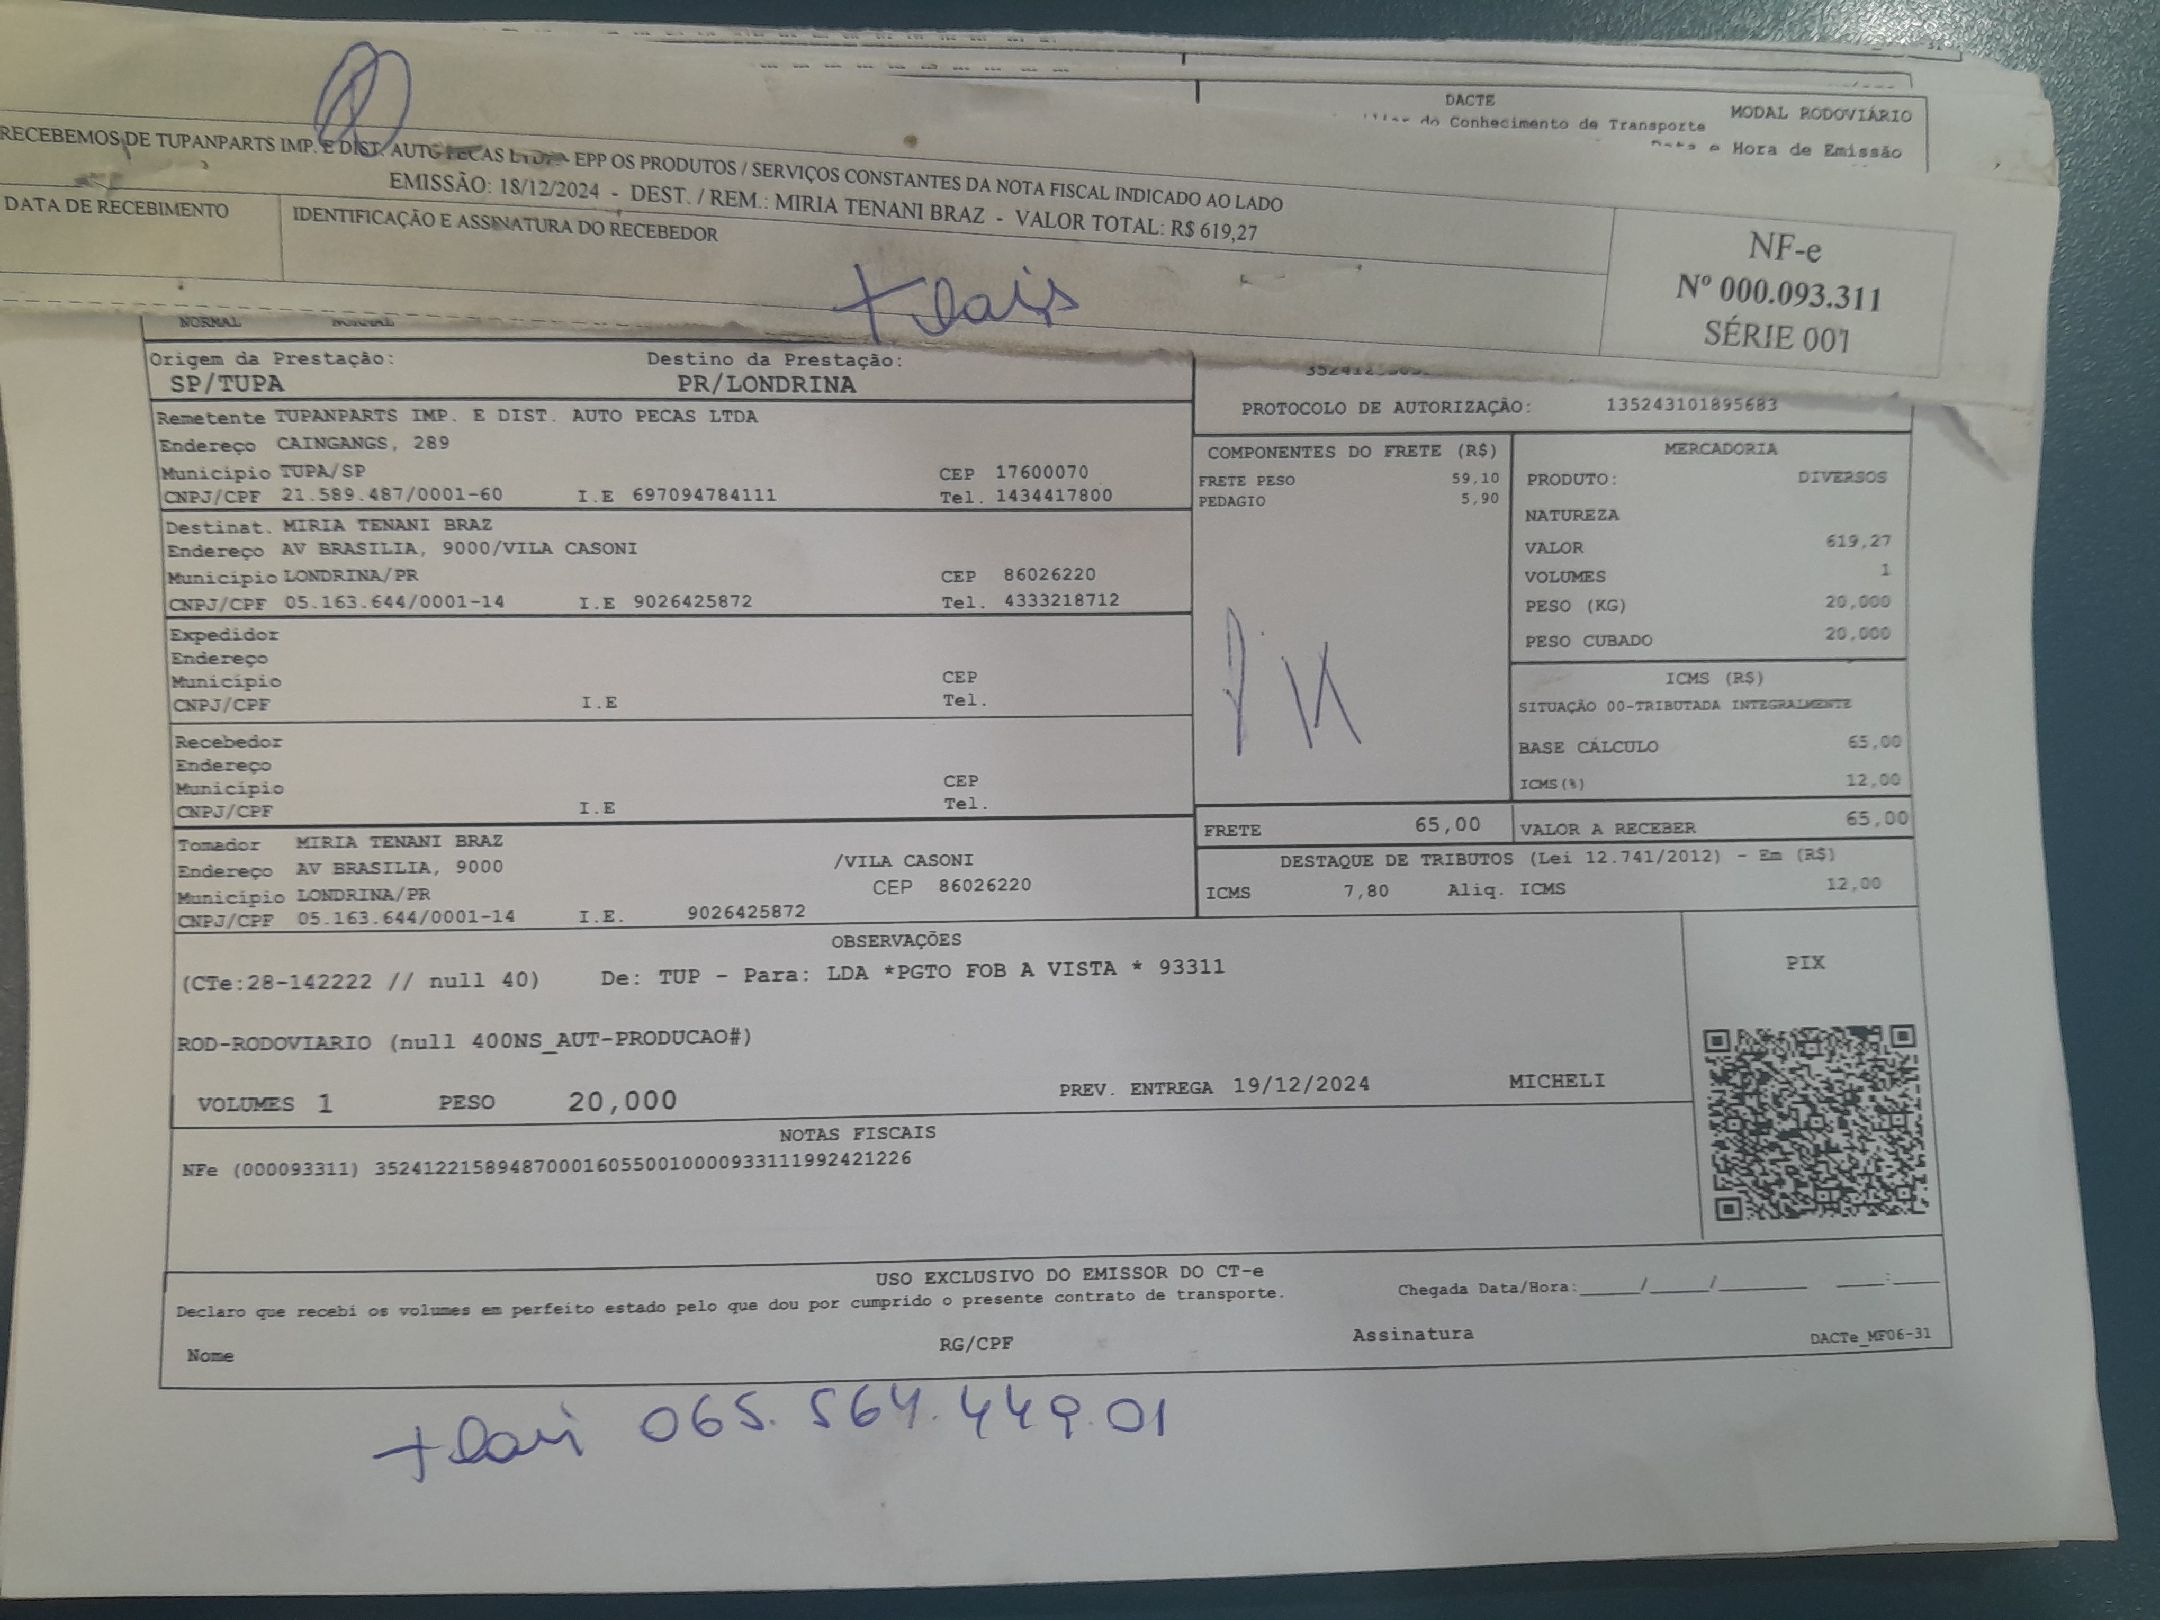 DACTE
MODAL RODOVIÁRIO
do Conhecimento de Transporte
e Hora de Emissão
RECEBEMOS DE TUPANPARTS IMP. E DIST. AUTO PECAS LTDA - EPP OS PRODUTOS / SERVIÇOS CONSTANTES DA NOTA FISCAL INDICADO AO LADO
EMISSÃO: 18/12/2024 - DEST. / REM.: MIRIA TENANI BRAZ - VALOR TOTAL: R$ 619,27
DATA DE RECEBIMENTO
IDENTIFICAÇÃO E ASSINATURA DO RECEBEDOR
NF-e
Nº 000.093.311
SÉRIE 001
NORMAL
Origem da Prestação: Destino da Prestação:
SP/TUPA PR/LONDRINA
PROTOCOLO DE AUTORIZAÇÃO: 135243101895683
Remetente TUPANPARTS IMP. E DIST. AUTO PECAS LTDA
Endereço CAINGANGS, 289
Município TUPA/SP CEP 17600070
CNPJ/CPF 21.589.487/0001-60 I.E 697094784111 Tel. 1434417800
Destinat. MIRIA TENANI BRAZ
Endereço AV BRASILIA, 9000/VILA CASONI
Município LONDRINA/PR CEP 86026220
CNPJ/CPF 05.163.644/0001-14 I.E 9026425872 Tel. 4333218712
Expedidor
Endereço
Município CEP
CNPJ/CPF I.E Tel.
Recebedor
Endereço
Município CEP
CNPJ/CPF I.E Tel.
Tomador MIRIA TENANI BRAZ
Endereço AV BRASILIA, 9000 /VILA CASONI
Município LONDRINA/PR CEP 86026220
CNPJ/CPF 05.163.644/0001-14 I.E. 9026425872
COMPONENTES DO FRETE (R$)
FRETE PESO 59,10
PEDAGIO 5,90
MERCADORIA
PRODUTO: DIVERSOS
NATUREZA
VALOR 619,27
VOLUMES 1
PESO (KG) 20,000
PESO CUBADO 20,000
ICMS (R$)
SITUAÇÃO 00-TRIBUTADA INTEGRALMENTE
BASE CÁLCULO 65,00
ICMS(%) 12,00
FRETE 65,00 VALOR A RECEBER 65,00
DESTAQUE DE TRIBUTOS (Lei 12.741/2012) - Em (R$)
ICMS 7,80 Aliq. ICMS 12,00
OBSERVAÇÕES
(CTe:28-142222 // null 40) De: TUP - Para: LDA *PGTO FOB A VISTA * 93311
ROD-RODOVIARIO (null 400NS_AUT-PRODUCAO#)
VOLUMES 1 PESO 20,000 PREV. ENTREGA 19/12/2024 MICHELI
PIX
NOTAS FISCAIS
NFe (000093311) 35241221589487000160550010000933111992421226
USO EXCLUSIVO DO EMISSOR DO CT-e
Declaro que recebi os volumes em perfeito estado pelo que dou por cumprido o presente contrato de transporte.
Chegada Data/Hora:_____/_____/_______ ____:____
Nome RG/CPF Assinatura DACTe_MF06-31
065.564.449.01